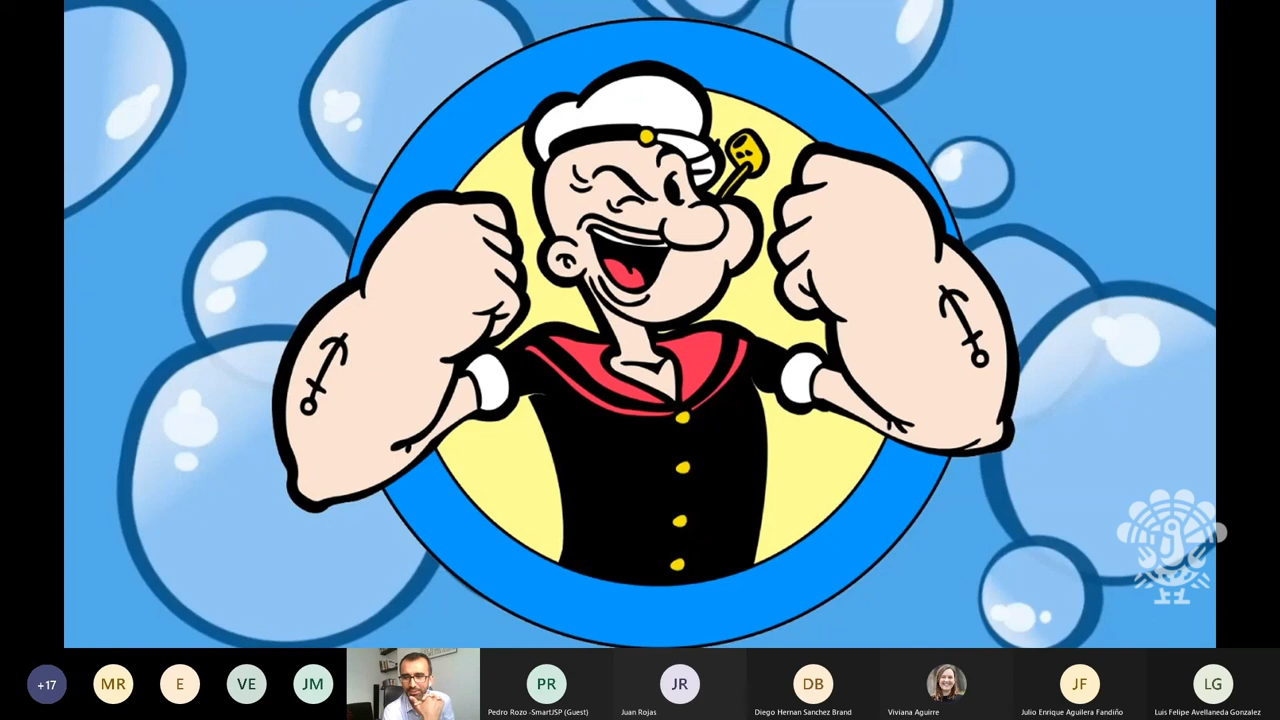 +17
MR
E
VE
JM
PR
JR
DB
JF
LG
Pedro Rozo -SmartJSP (Guest)
Juan Rojas
Diego Hernan Sanchez Brand
Viviana Aguirre
Julio Enrique Aguilera Fandiño
Luis Felipe Avellaneda Gonzalez